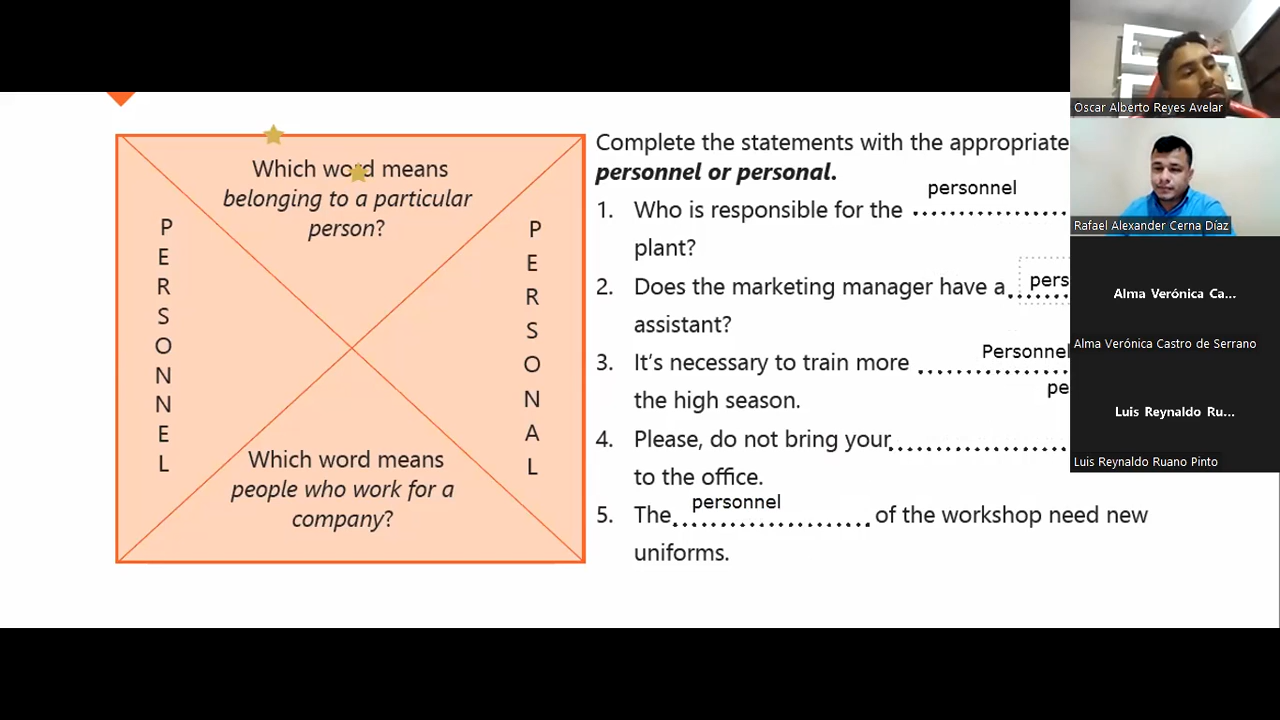 Which word means
belonging to a particular
person?
PERSONNEL
PERSONAL
Which word means
people who work for a
company?
Complete the statements with the appropriate
personnel or personal.
personnel
1. Who is responsible for the
plant?
2. Does the marketing manager have a
assistant?
Personnel
3. It's necessary to train more
the high season.
4. Please, do not bring your
to the office.
personnel
5. The of the workshop need new
uniforms.
Oscar Alberto Reyes Avelar
Rafael Alexander Cerna Díaz
Alma Verónica Ca...
Alma Verónica Castro de Serrano
Luis Reynaldo Ru...
Luis Reynaldo Ruano Pinto